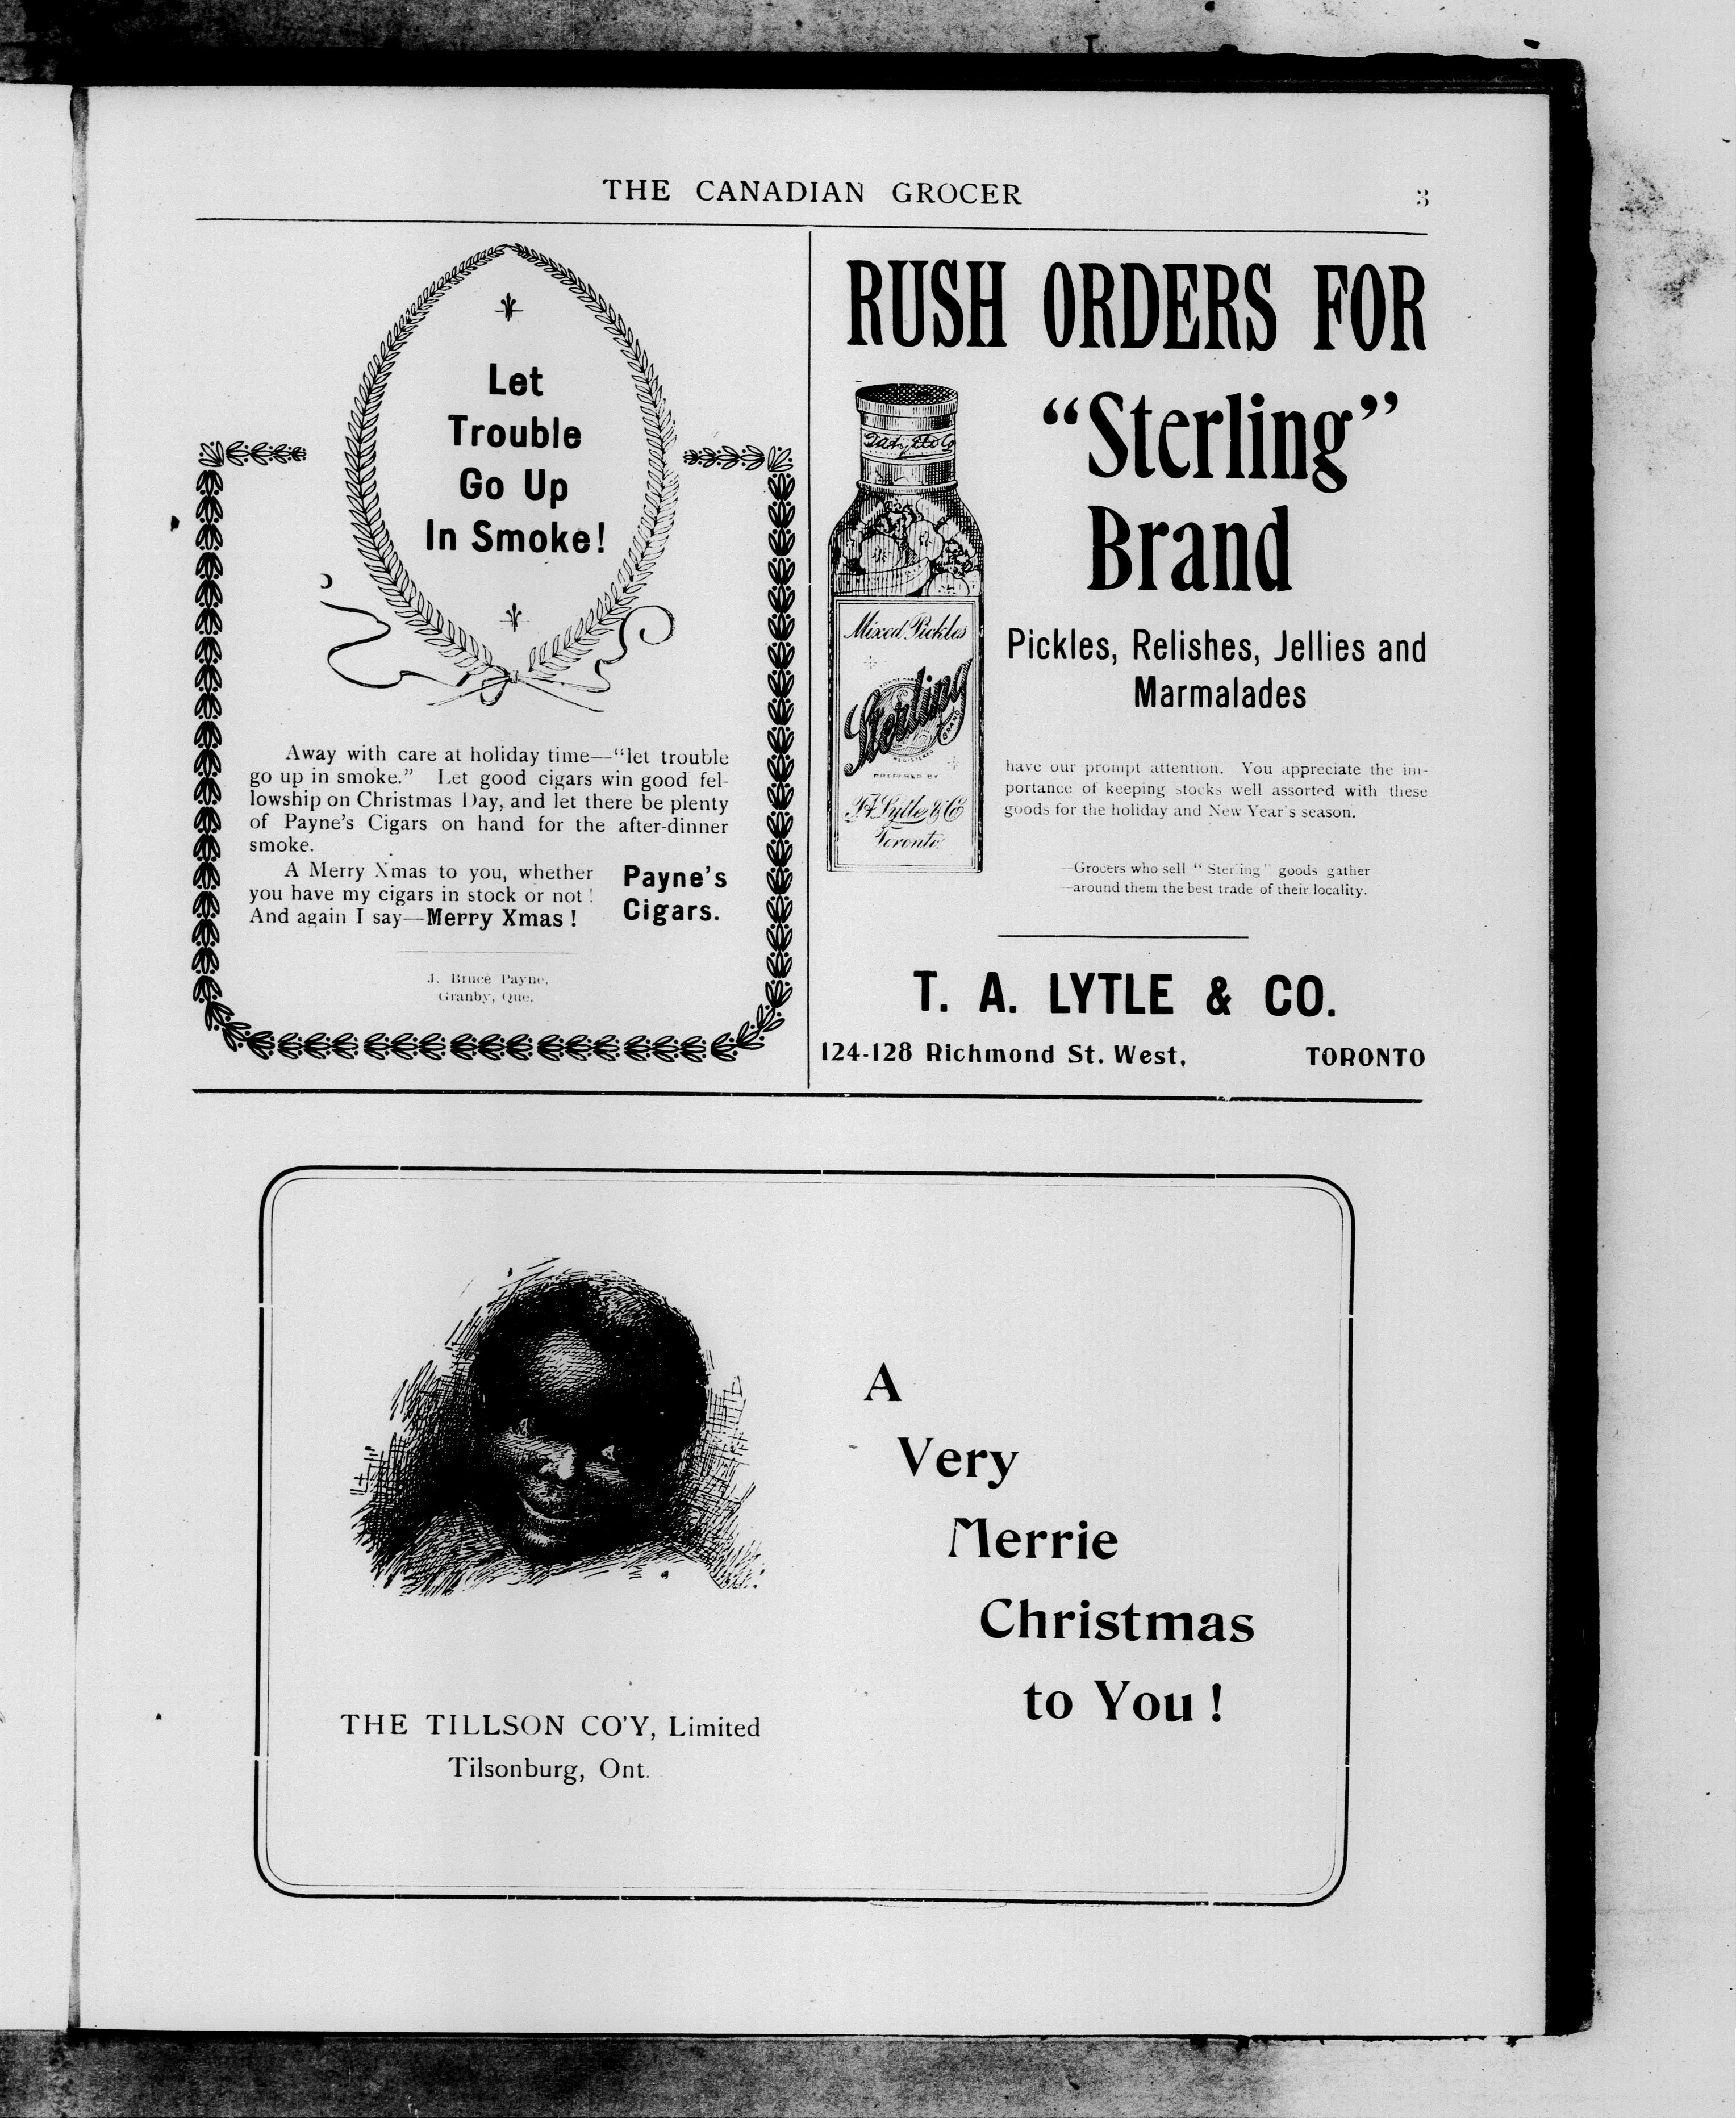 THE CANADIAN GROCER
3
Let
Trouble
Go Up
In Smoke!
Away with care at holiday time—“let trouble
go up in smoke.” Let good cigars win good fel-
lowship on Christmas Day, and let there be plenty
of Payne’s Cigars on hand for the after-dinner
smoke.
A Merry Xmas to you, whether
you have my cigars in stock or not!
And again I say—Merry Xmas!
Payne’s
Cigars.
J. Bruce Payne,
Granby, Que.
RUSH ORDERS FOR
“Sterling”
Brand
Pickles, Relishes, Jellies and
Marmalades
Mixed Pickles
Sterling
BRAND
PREPARED BY
T.A. Lytle & Co
Toronto
have our prompt attention. You appreciate the im-
portance of keeping stocks well assorted with these
goods for the holiday and New Year’s season.
—Grocers who sell “Sterling” goods gather
—around them the best trade of their locality.
T. A. LYTLE & CO.
124-128 Richmond St. West, TORONTO
A
Very
Merrie
Christmas
to You!
THE TILLSON CO’Y, Limited
Tilsonburg, Ont.